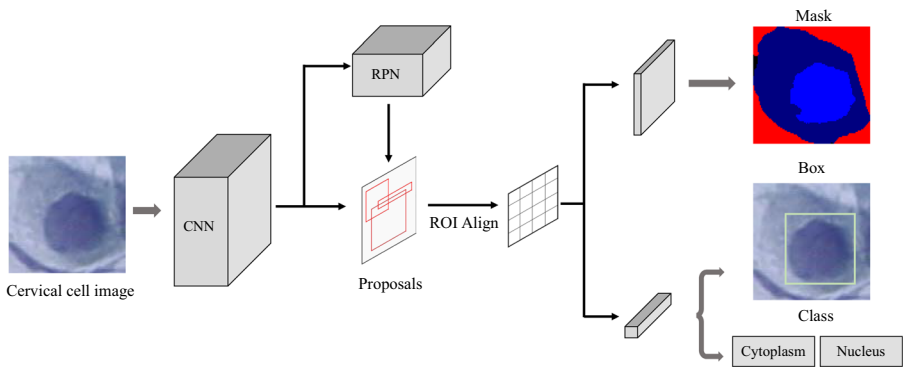 Mask
RPN
CNN
Box
ROI Align
Cervical cell image
Proposals
Class
Cytoplasm
Nucleus